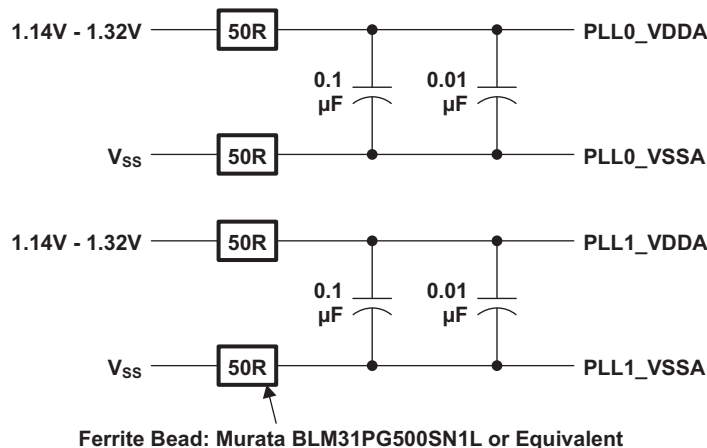 1.14V - 1.32V 50R PLL0_VDDA
0.1 0.01
µF µF
VSS 50R PLL0_VSSA
1.14V - 1.32V 50R PLL1_VDDA
0.1 0.01
µF µF
VSS 50R PLL1_VSSA
Ferrite Bead: Murata BLM31PG500SN1L or Equivalent